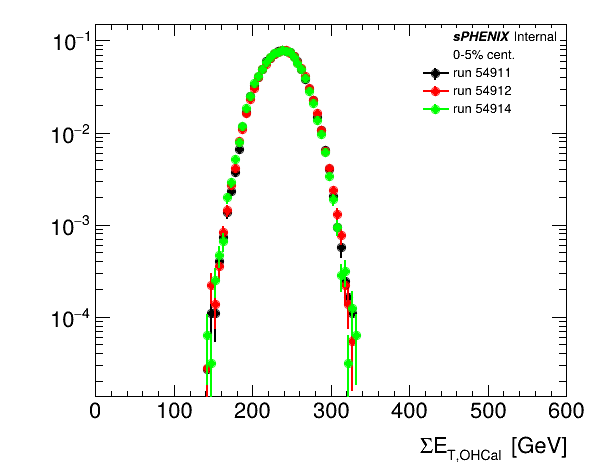 sPHENIX Internal
0-5% cent.
run 54911
run 54912
run 54914
10⁻¹
10⁻²
10⁻³
10⁻⁴
0 100 200 300 400 500 600
ΣE_T,OHCal [GeV]